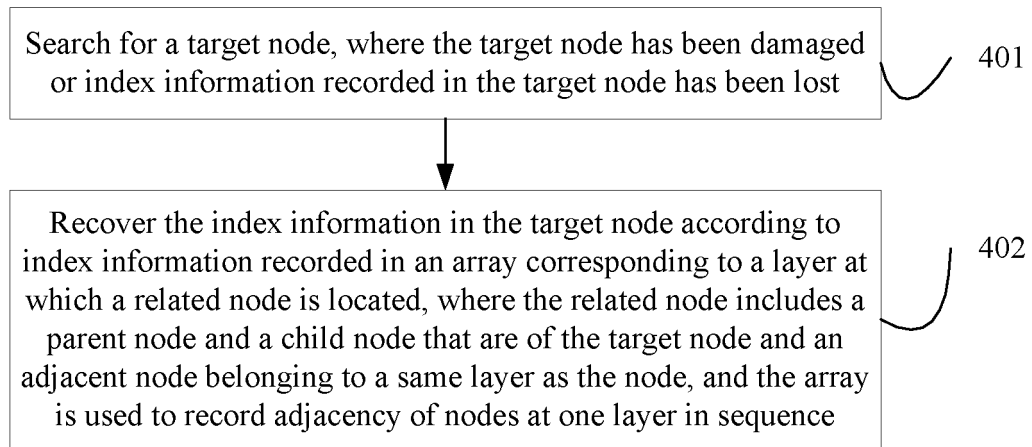 Search for a target node, where the target node has been damaged
or index information recorded in the target node has been lost
401
Recover the index information in the target node according to
index information recorded in an array corresponding to a layer at
which a related node is located, where the related node includes a
parent node and a child node that are of the target node and an
adjacent node belonging to a same layer as the node, and the array
is used to record adjacency of nodes at one layer in sequence
402